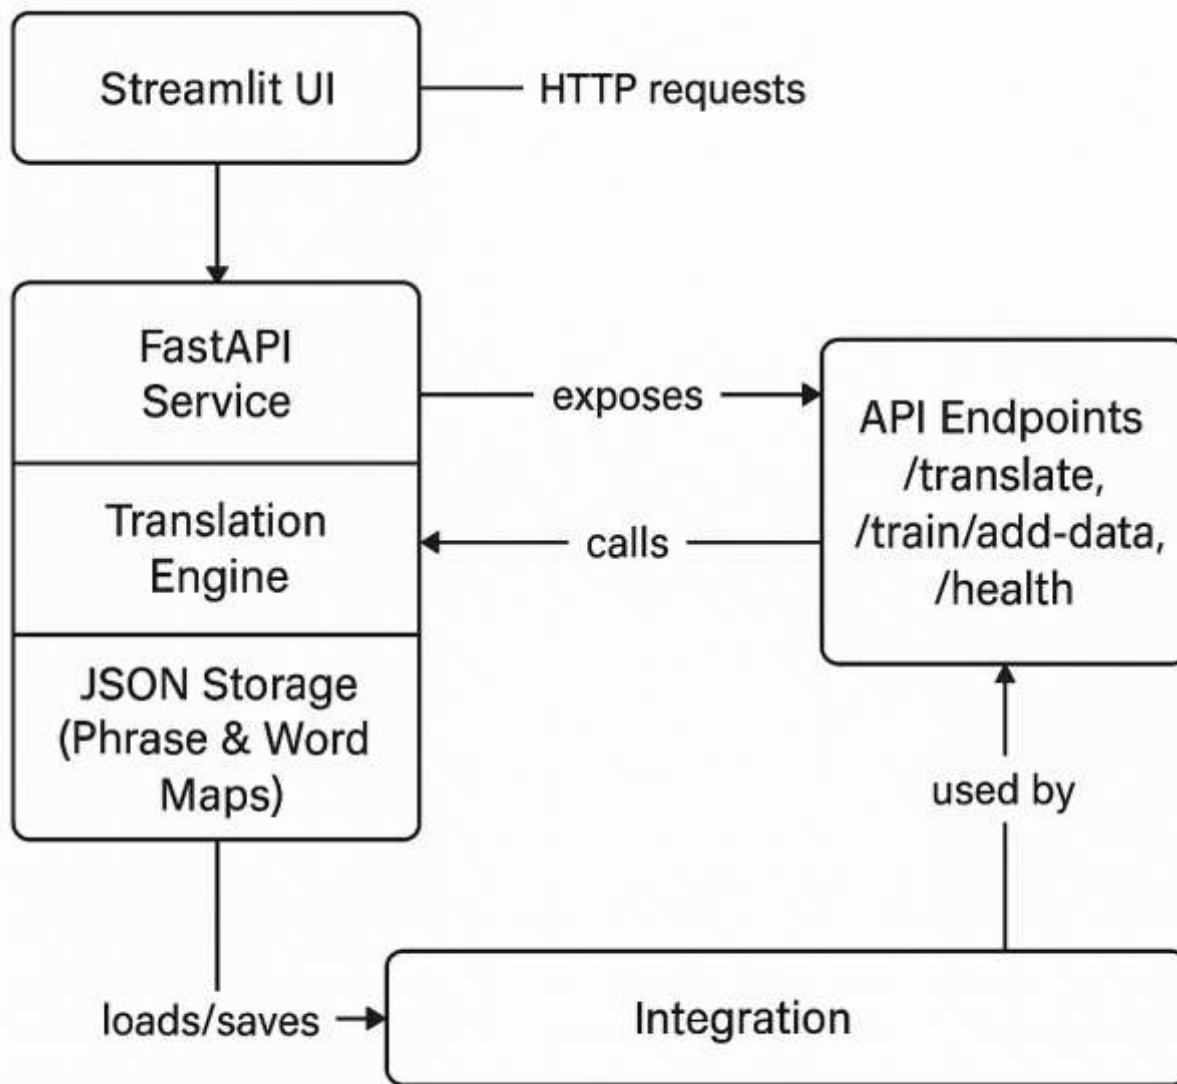 Streamlit UI
HTTP requests
FastAPI
Service
exposes
API Endpoints
/translate,
/train/add-data,
/health
Translation
Engine
calls
JSON Storage
(Phrase & Word
Maps)
used by
loads/saves
Integration